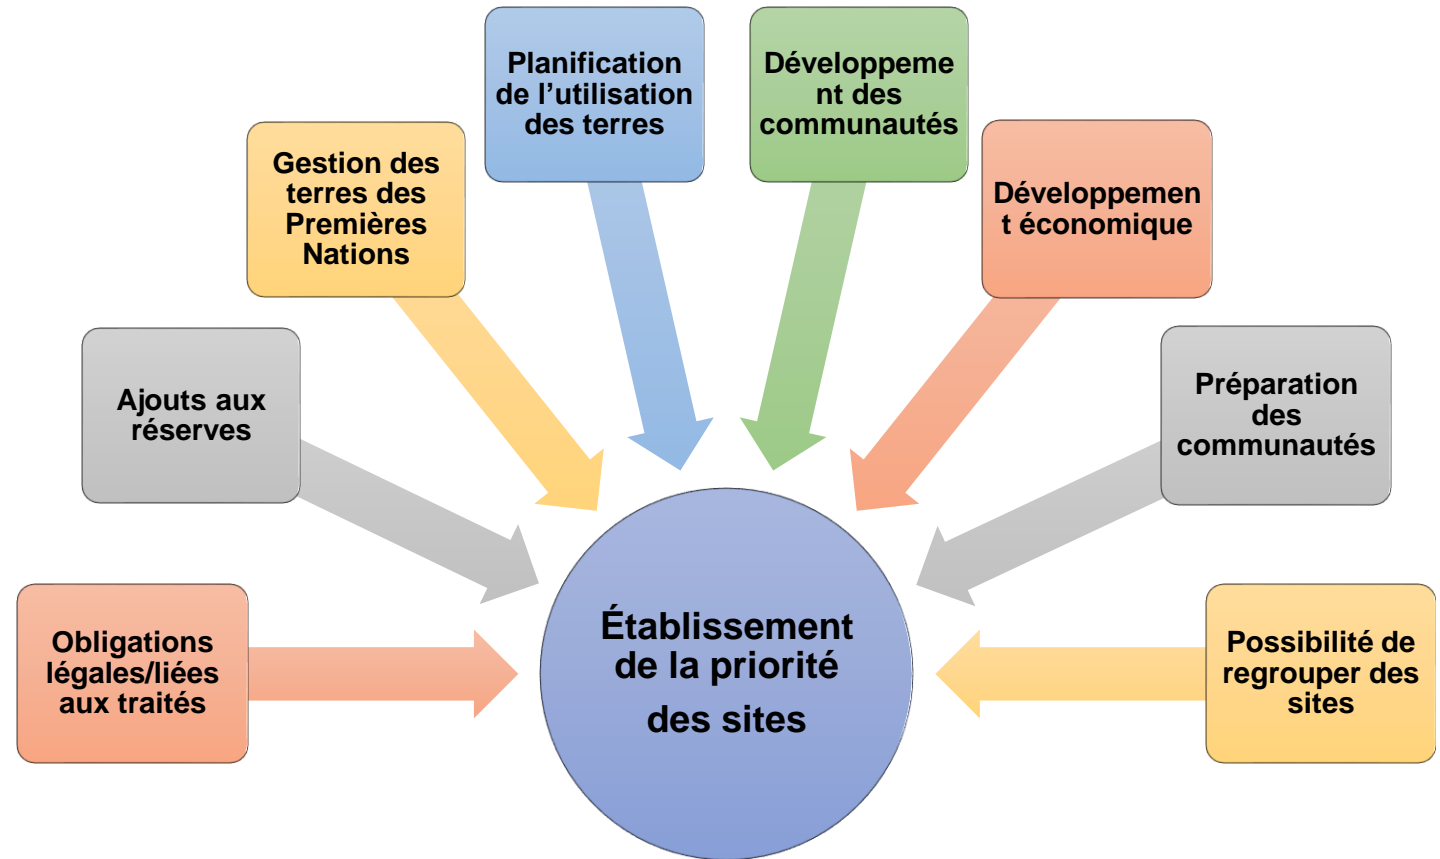 Planification
de l’utilisation
des terres
Développeme
nt des
communautés
Gestion des
terres des
Premières
Nations
Développemen
t économique
Ajouts aux
réserves
Préparation
des
communautés
Obligations
légales/liées
aux traités
Établissement
de la priorité
des sites
Possibilité de
regrouper des
sites